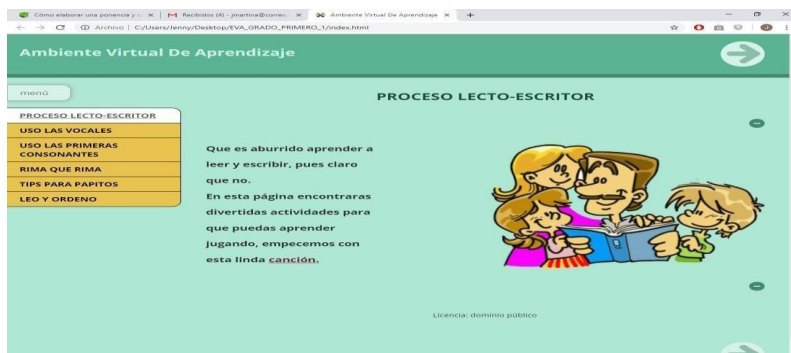 Cómo elaborar una ponencia y
Recibidos (4) - jmartina@correo
Ambiente Virtual De Aprendizaje
Archivo | C:/Users/Jenny/Desktop/EVA_GRADO_PRIMERO_1/index.html
Ambiente Virtual De Aprendizaje
menú
PROCESO LECTO-ESCRITOR
USO LAS VOCALES
USO LAS PRIMERAS
CONSONANTES
RIMA QUE RIMA
TIPS PARA PAPITOS
LEO Y ORDENO
PROCESO LECTO-ESCRITOR
Que es aburrido aprender a
leer y escribir, pues claro
que no.
En esta página encontraras
divertidas actividades para
que puedas aprender
jugando, empecemos con
esta linda canción.
Licencia: dominio público